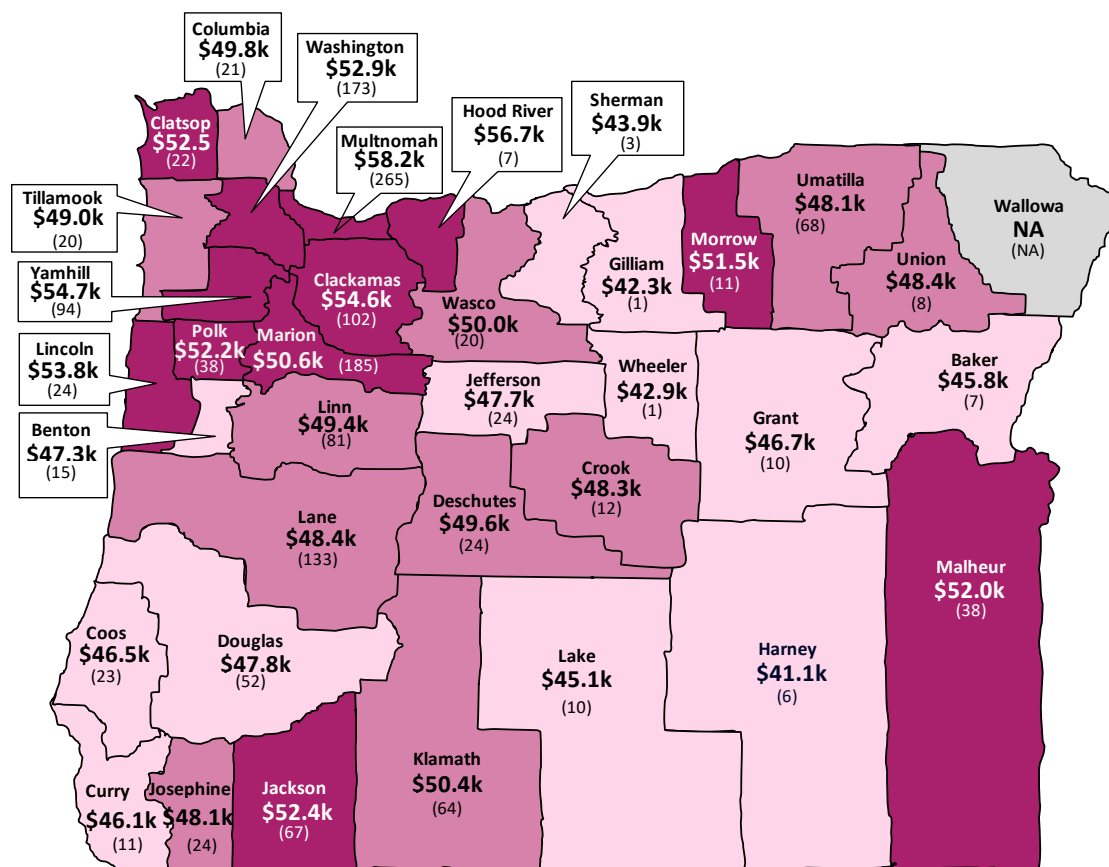 Columbia
$49.8k
(21)
Washington
$52.9k
(173)
Hood River
$56.7k
(7)
Sherman
$43.9k
(3)
Clatsop
$52.5
(22)
Multnomah
$58.2k
(265)
Tillamook
$49.0k
(20)
Umatilla
$48.1k
(68)
Wallowa
NA
(NA)
Morrow
$51.5k
(11)
Union
$48.4k
(8)
Gilliam
$42.3k
(1)
Yamhill
$54.7k
(94)
Clackamas
$54.6k
(102)
Wasco
$50.0k
(20)
Polk
$52.2k
(38)
Marion
$50.6k
(185)
Lincoln
$53.8k
(24)
Jefferson
$47.7k
(24)
Wheeler
$42.9k
(1)
Baker
$45.8k
(7)
Linn
$49.4k
(81)
Grant
$46.7k
(10)
Benton
$47.3k
(15)
Crook
$48.3k
(12)
Deschutes
$49.6k
(24)
Lane
$48.4k
(133)
Malheur
$52.0k
(38)
Coos
$46.5k
(23)
Douglas
$47.8k
(52)
Lake
$45.1k
(10)
Harney
$41.1k
(6)
Klamath
$50.4k
(64)
Curry
$46.1k
(11)
Josephine
$48.1k
(24)
Jackson
$52.4k
(67)